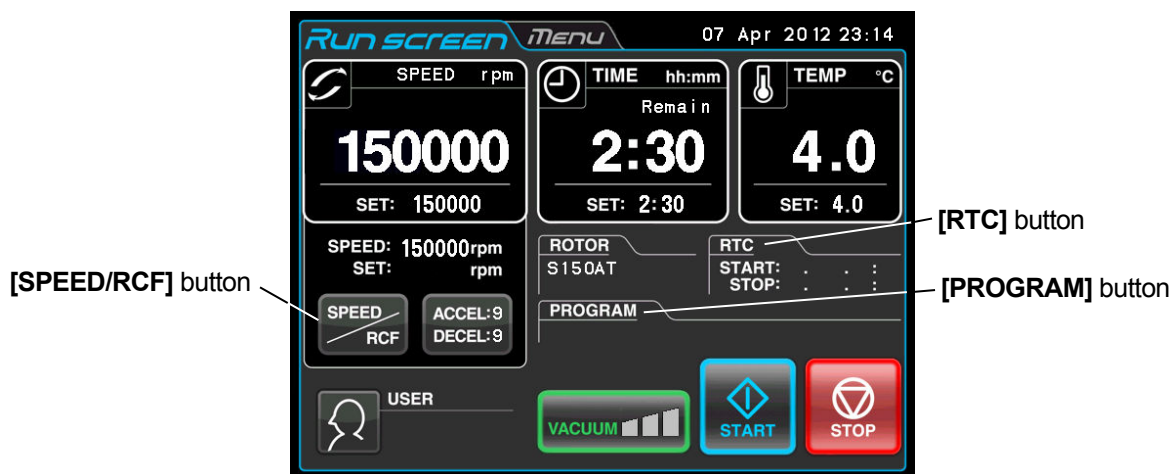 Run screen Menu 07 Apr 2012 23:14
SPEED rpm
150000
SET: 150000
TIME hh:mm
Remain
2:30
SET: 2:30
TEMP °C
4.0
SET: 4.0
SPEED: 150000rpm
SET: rpm
SPEED
RCF
ACCEL:9
DECEL:9
ROTOR
S150AT
RTC
START: . . :
STOP: . . :
PROGRAM
USER
VACUUM
START
STOP
[SPEED/RCF] button
[RTC] button
[PROGRAM] button